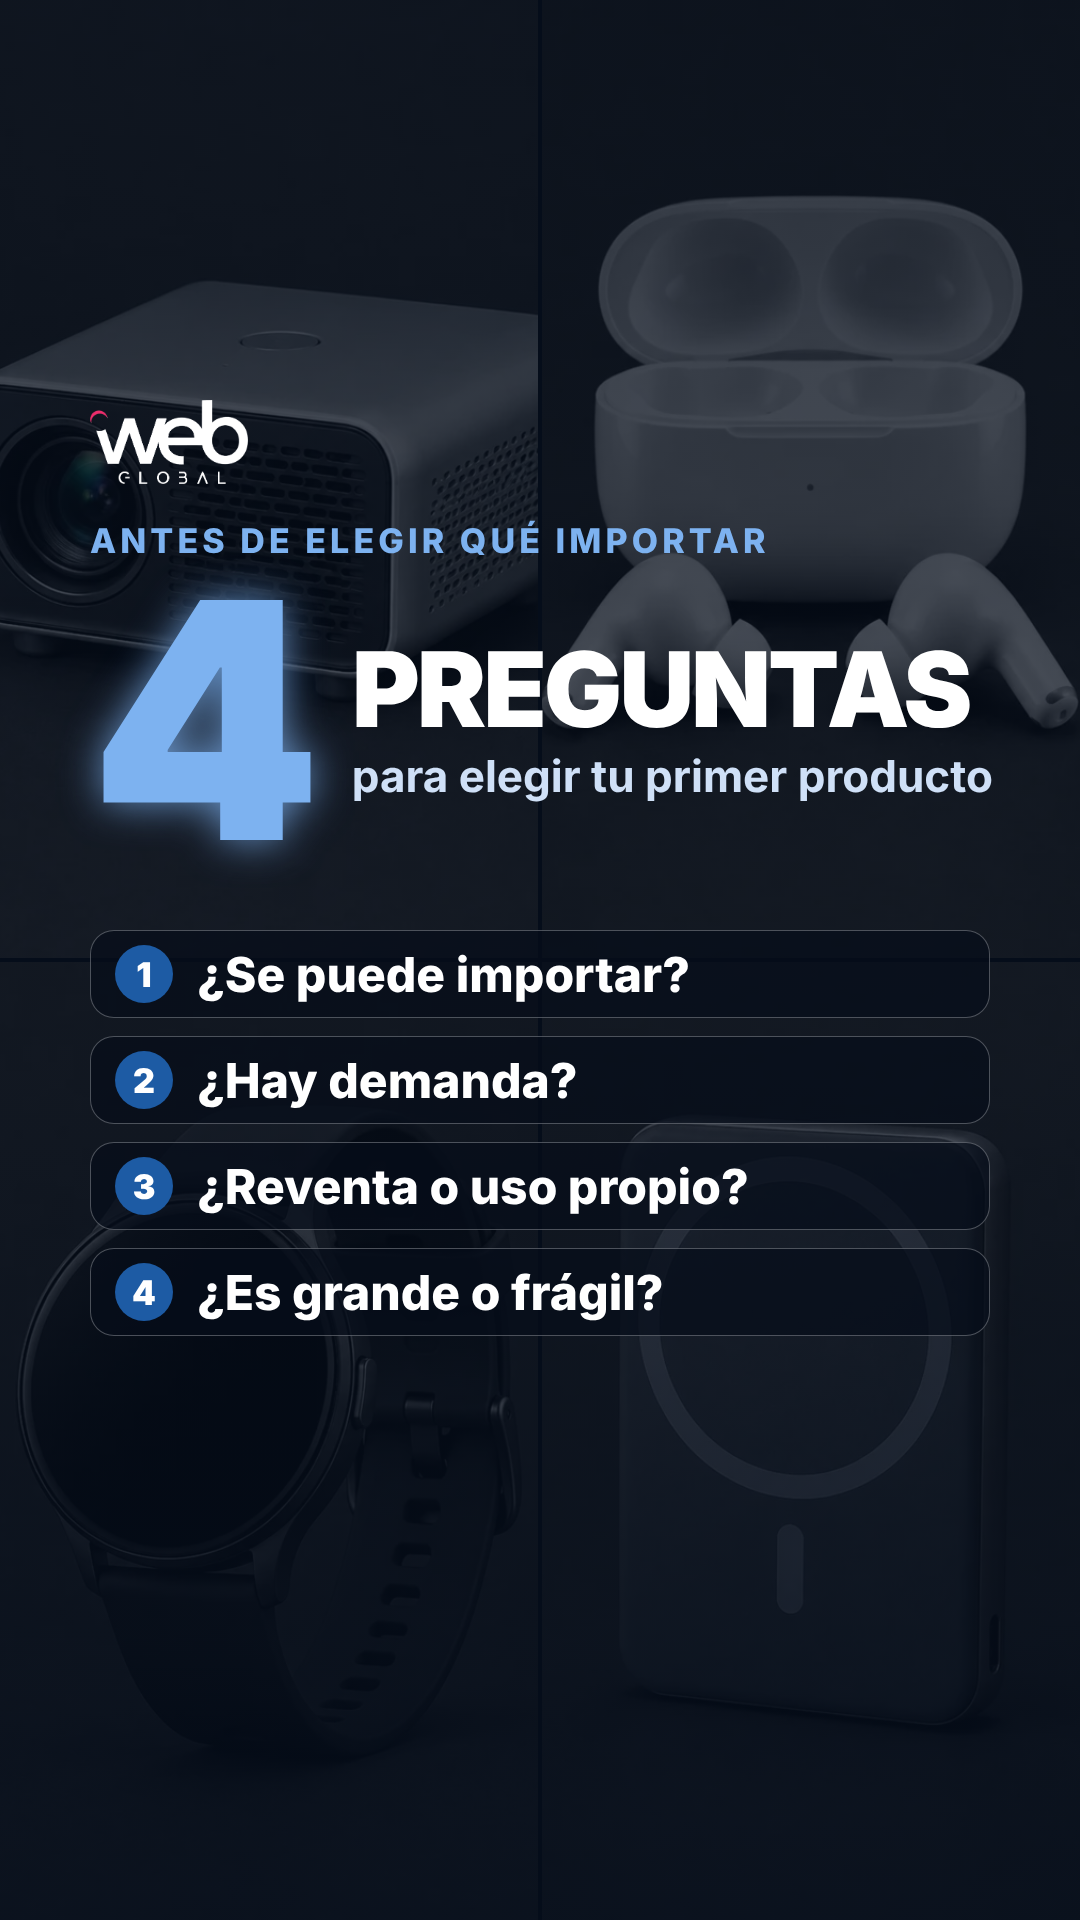 web
GLOBAL
ANTES DE ELEGIR QUÉ IMPORTAR
4
PREGUNTAS
para elegir tu primer producto
1 ¿Se puede importar?
2 ¿Hay demanda?
3 ¿Reventa o uso propio?
4 ¿Es grande o frágil?